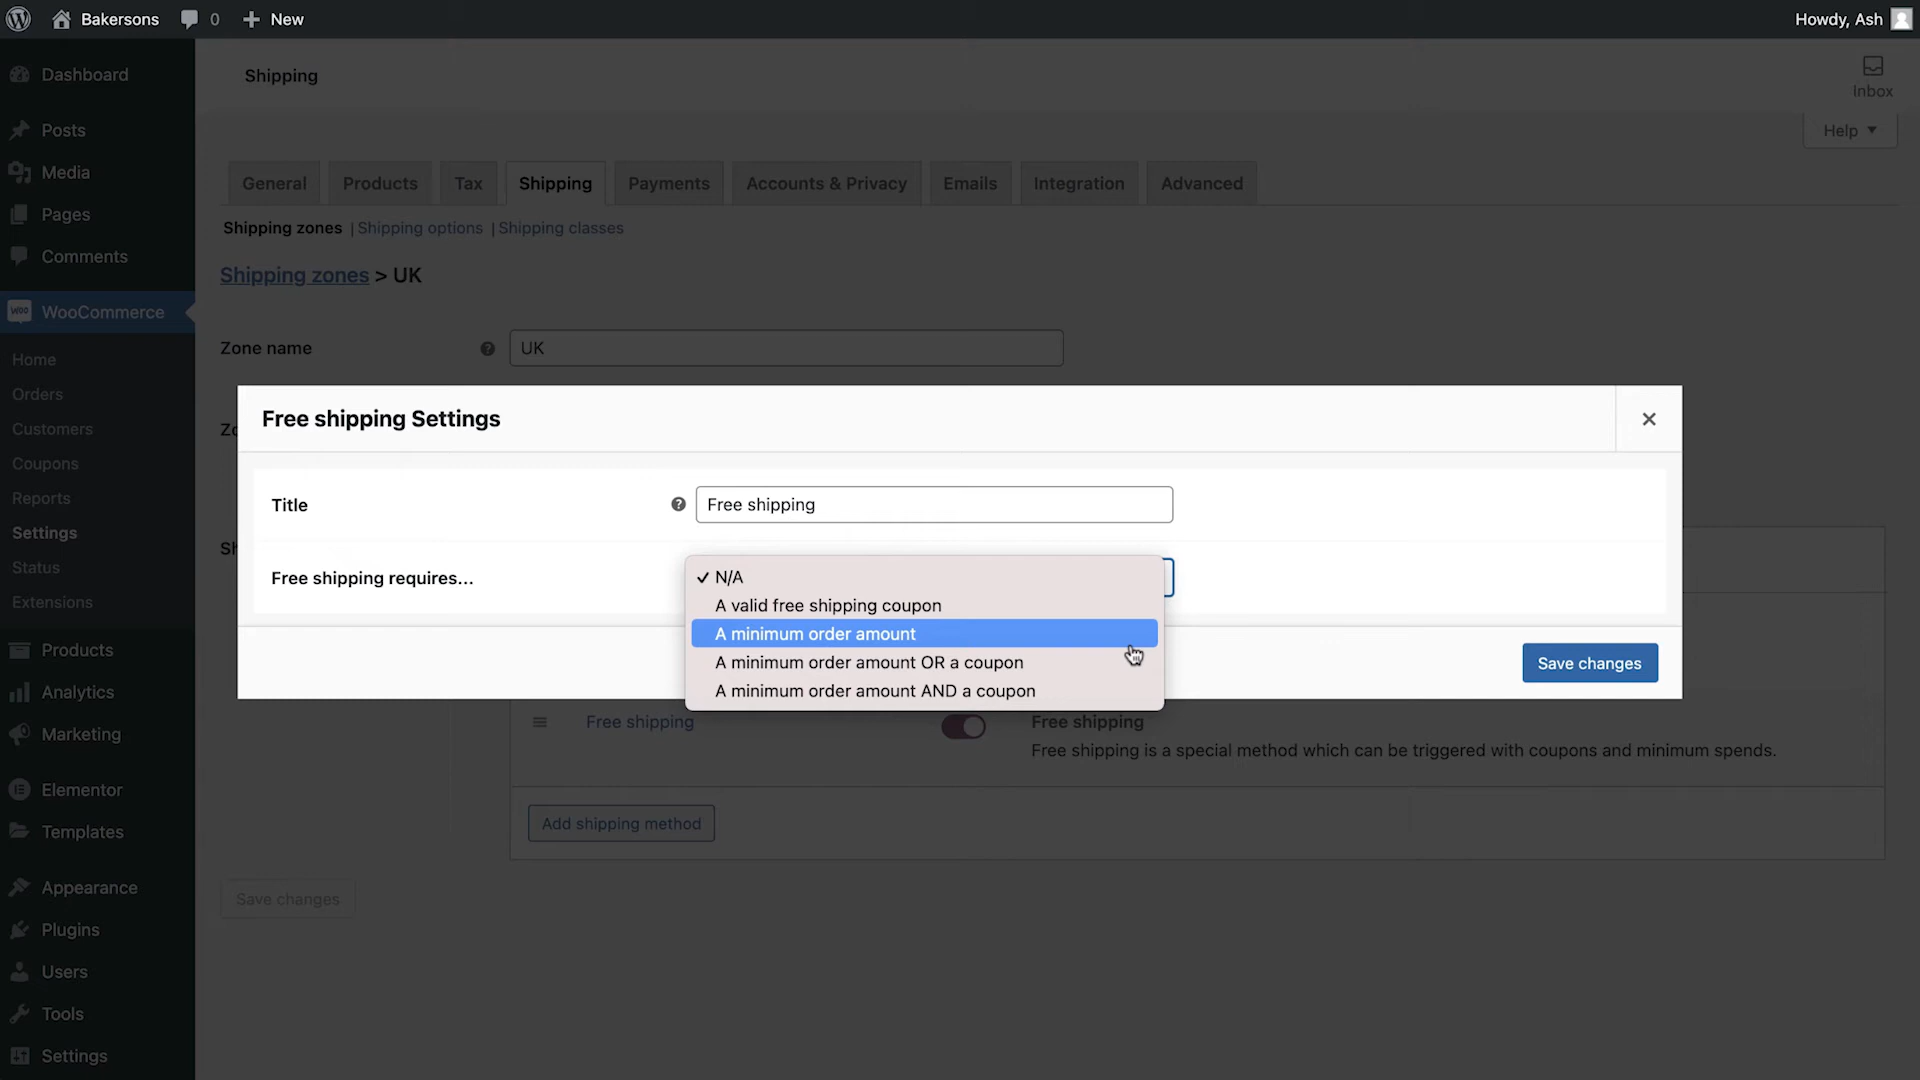 Bakersons 0 New Howdy, Ash
Dashboard
Posts
Media
Pages
Comments
woo WooCommerce
Home
Orders
Customers
Coupons
Reports
Settings
Status
Extensions
Products
Analytics
Marketing
Elementor
Templates
Appearance
Plugins
Users
Tools
Settings
Shipping
Inbox
Help
General Products Tax Shipping Payments Accounts & Privacy Emails Integration Advanced
Shipping zones | Shipping options | Shipping classes
Shipping zones > UK
Zone name UK
Free shipping Settings
Title Free shipping
Free shipping requires...
✓ N/A
A valid free shipping coupon
A minimum order amount
A minimum order amount OR a coupon
A minimum order amount AND a coupon
Save changes
Free shipping Free shipping
Free shipping is a special method which can be triggered with coupons and minimum spends.
Add shipping method
Save changes